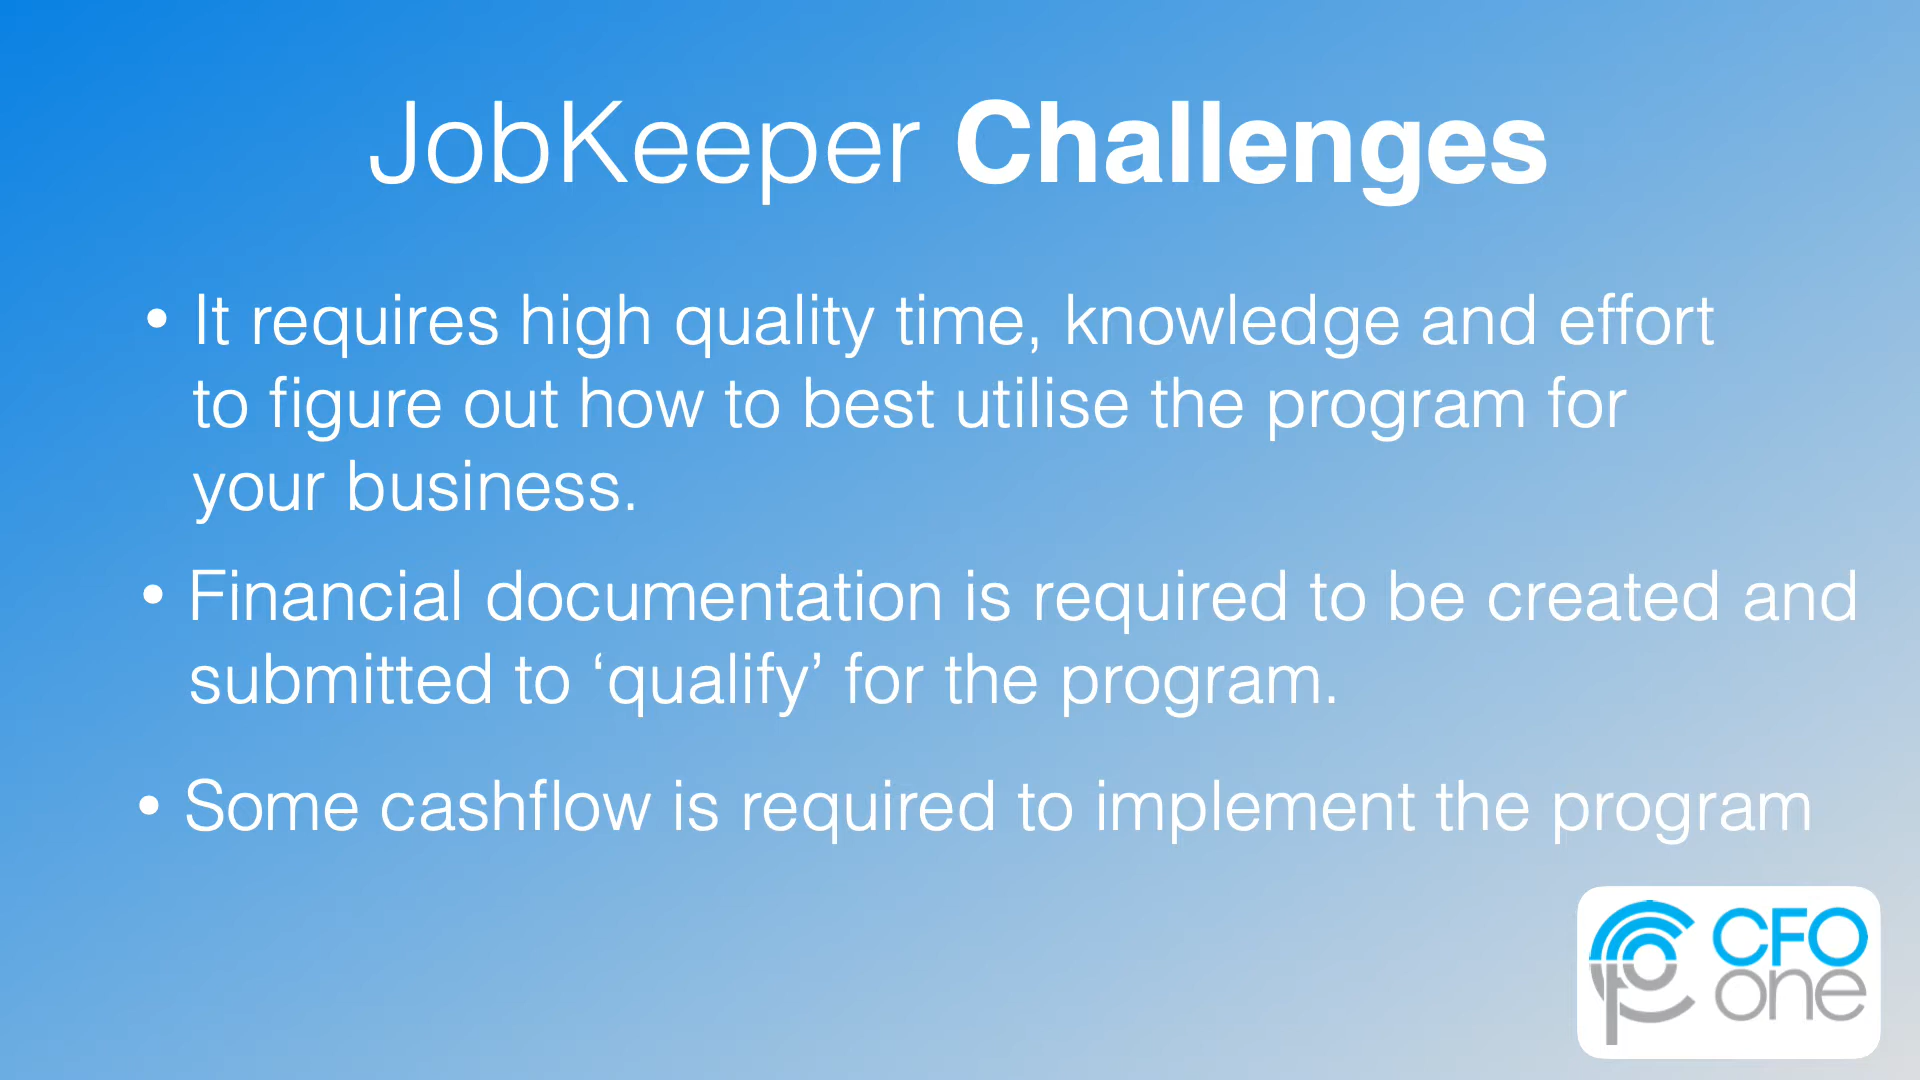 JobKeeper Challenges
• It requires high quality time, knowledge and effort
to figure out how to best utilise the program for
your business.
• Financial documentation is required to be created and
submitted to ‘qualify’ for the program.
• Some cashflow is required to implement the program
CFO
one